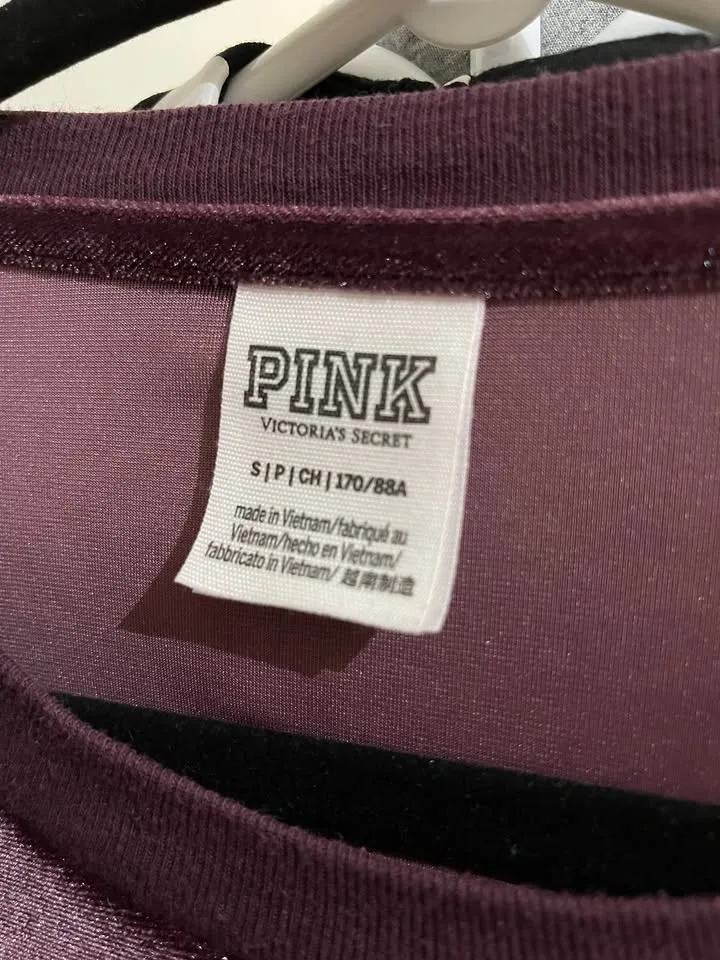 PINK
VICTORIA'S SECRET
S | P | CH | 170/88A
made in Vietnam/fabriqué au
Vietnam/hecho en Vietnam/
fabbricato in Vietnam/ 越南制造